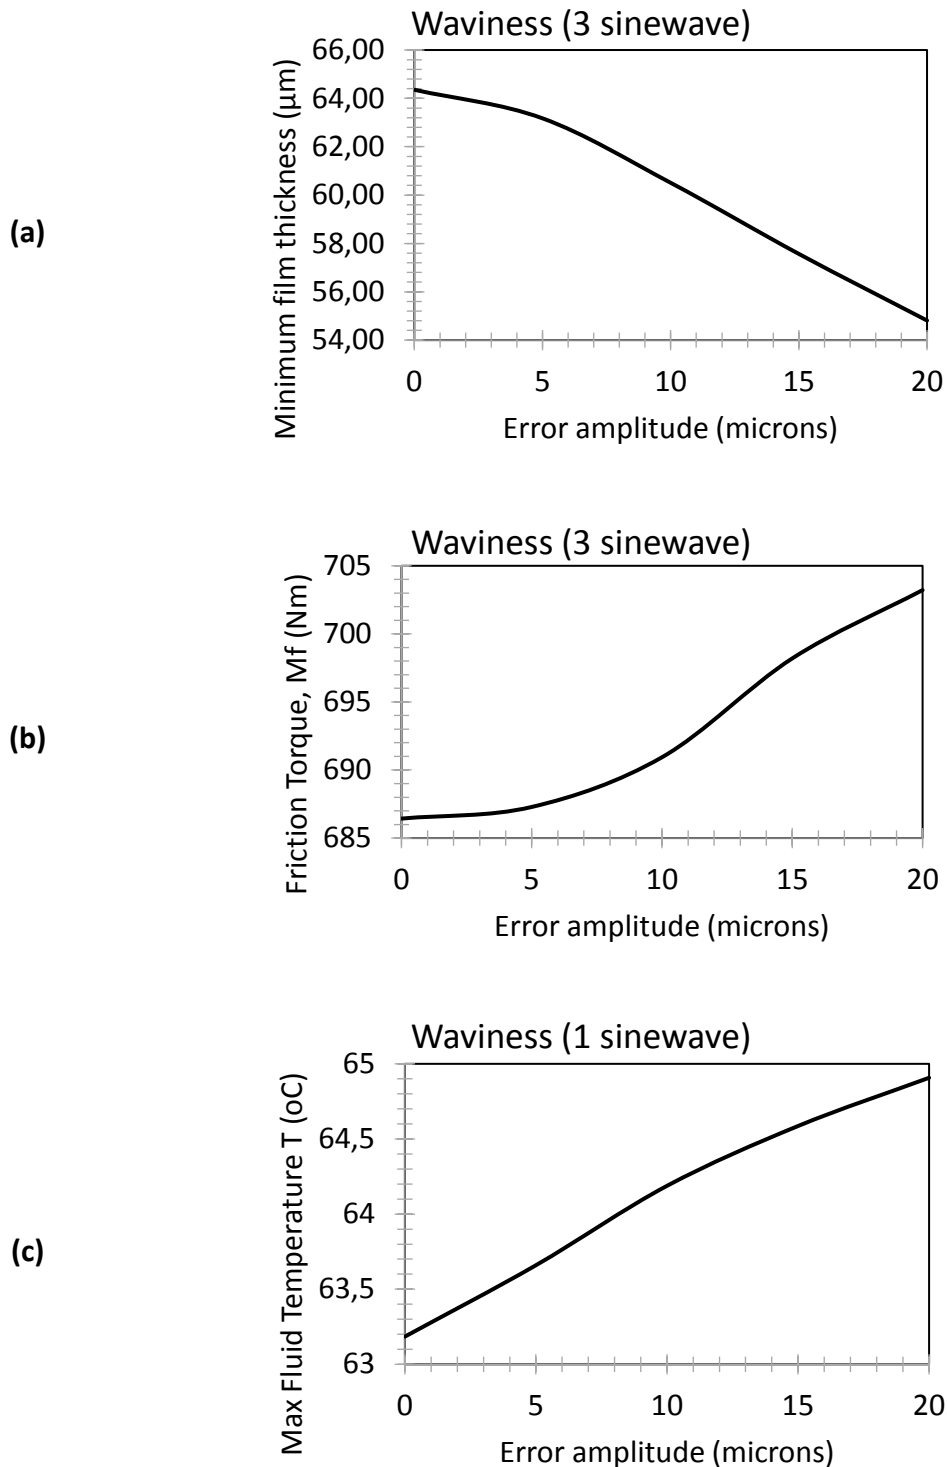 Waviness (3 sinewave)
(a)
Minimum film thickness (μm)
66,00
64,00
62,00
60,00
58,00
56,00
54,00
0 5 10 15 20
Error amplitude (microns)
Waviness (3 sinewave)
(b)
Friction Torque, Mf (Nm)
705
700
695
690
685
0 5 10 15 20
Error amplitude (microns)
Waviness (1 sinewave)
(c)
Max Fluid Temperature T (oC)
65
64,5
64
63,5
63
0 5 10 15 20
Error amplitude (microns)